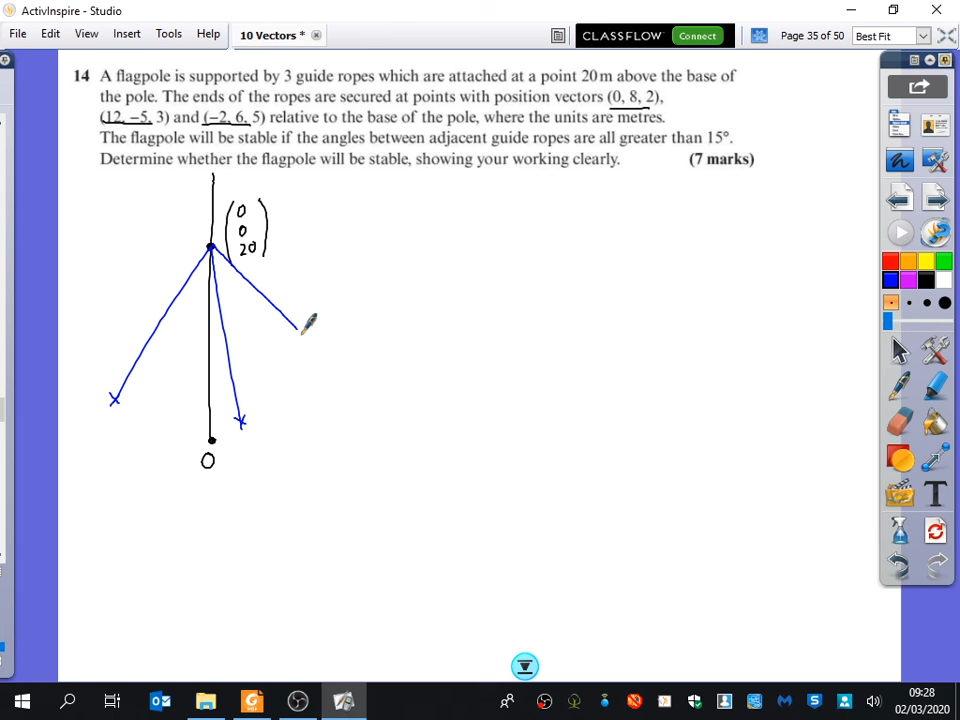 ActivInspire - Studio
File Edit View Insert Tools Help
10 Vectors *
CLASSFLOW Connect
Page 35 of 50
Best Fit
14 A flagpole is supported by 3 guide ropes which are attached at a point 20 m above the base of
the pole. The ends of the ropes are secured at points with position vectors (0, 8, 2),
(12, −5, 3) and (−2, 6, 5) relative to the base of the pole, where the units are metres.
The flagpole will be stable if the angles between adjacent guide ropes are all greater than 15°.
Determine whether the flagpole will be stable, showing your working clearly. (7 marks)
0
0
20
O
T
09:28
02/03/2020